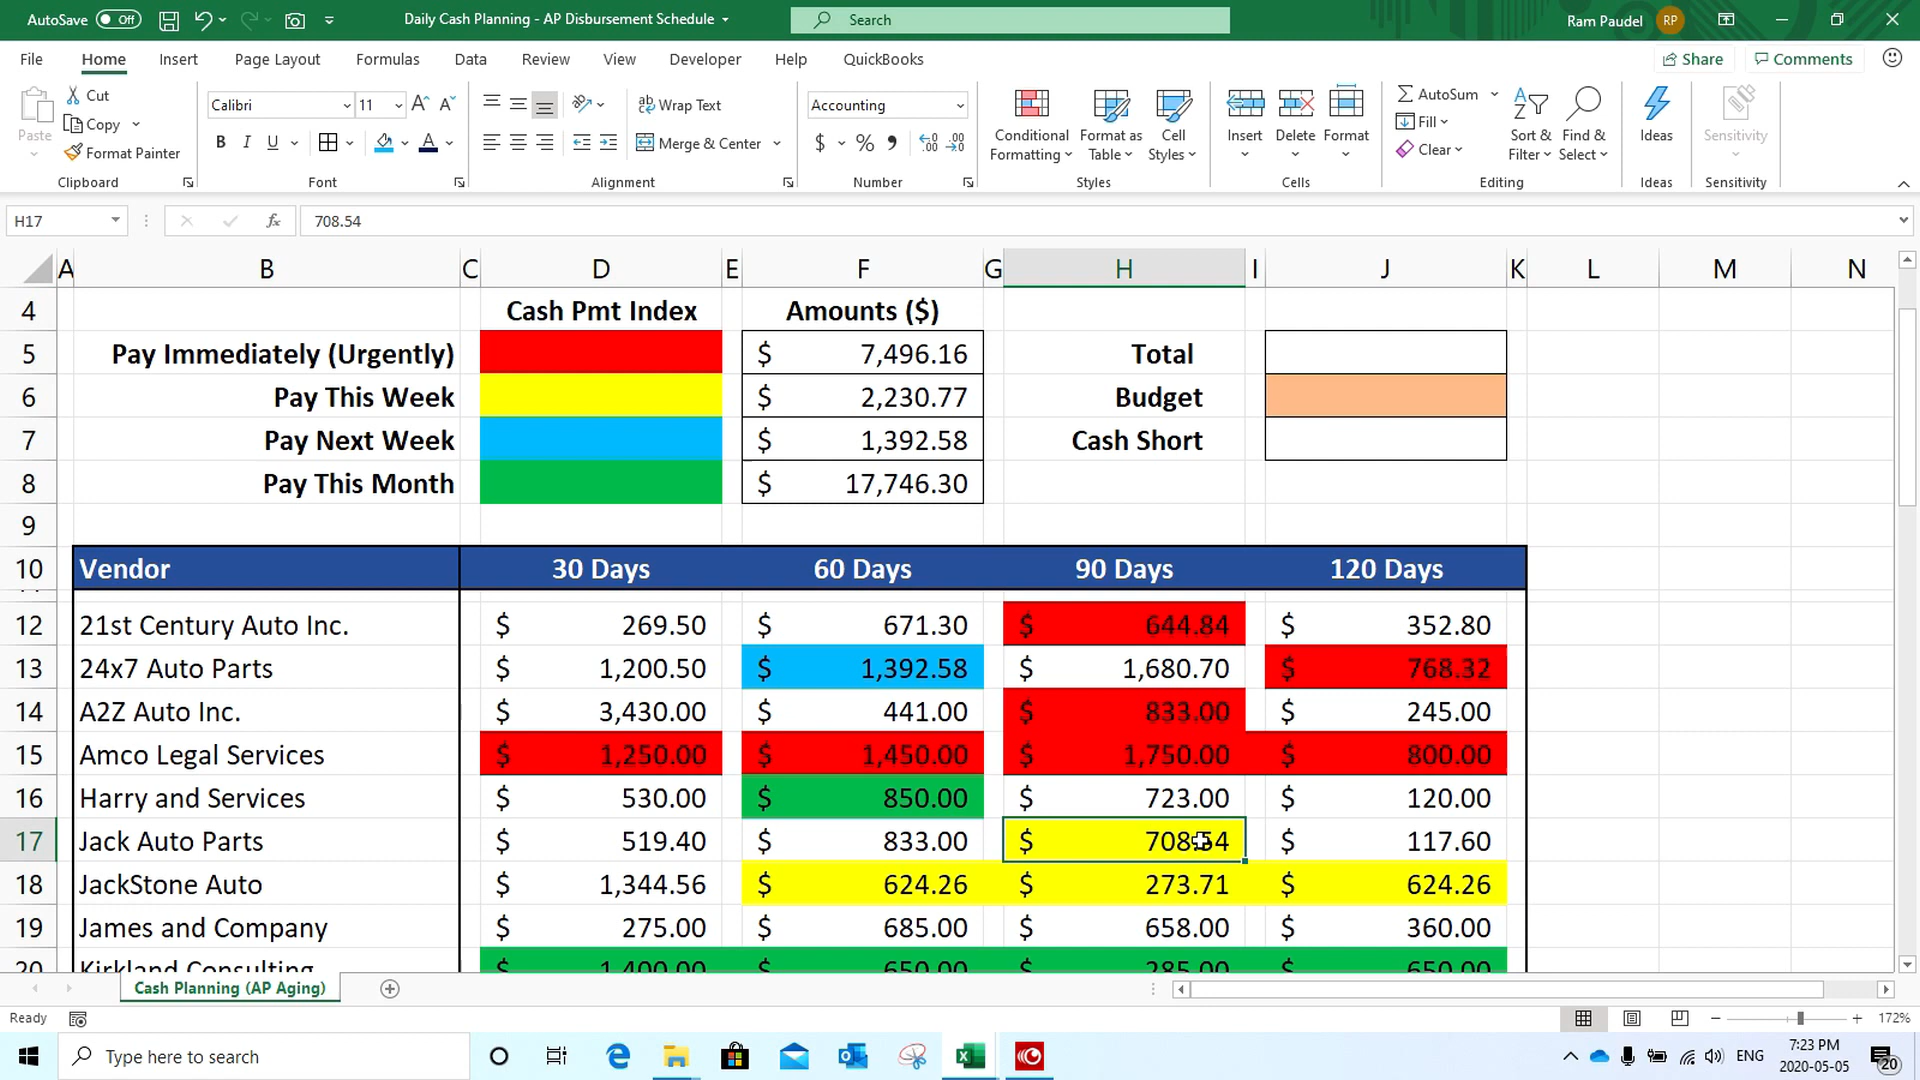 AutoSave Off Daily Cash Planning - AP Disbursement Schedule Search Ram Paudel RP
File Home Insert Page Layout Formulas Data Review View Developer Help QuickBooks Share Comments
Paste Cut Copy Format Painter Clipboard
Calibri 11 A A B I U A Font
ab Wrap Text Merge & Center Alignment
Accounting $ % , Number
Conditional Formatting Format as Table Cell Styles Styles
Insert Delete Format Cells
AutoSum Fill Clear Sort & Filter Find & Select Editing
Ideas Ideas
Sensitivity Sensitivity
H17 fx 708.54
A B C D E F G H I J K L M N
4 Cash Pmt Index Amounts ($)
5 Pay Immediately (Urgently) $ 7,496.16 Total
6 Pay This Week $ 2,230.77 Budget
7 Pay Next Week $ 1,392.58 Cash Short
8 Pay This Month $ 17,746.30
9
10 Vendor 30 Days 60 Days 90 Days 120 Days
12 21st Century Auto Inc. $ 269.50 $ 671.30 $ 644.84 $ 352.80
13 24x7 Auto Parts $ 1,200.50 $ 1,392.58 $ 1,680.70 $ 768.32
14 A2Z Auto Inc. $ 3,430.00 $ 441.00 $ 833.00 $ 245.00
15 Amco Legal Services $ 1,250.00 $ 1,450.00 $ 1,750.00 $ 800.00
16 Harry and Services $ 530.00 $ 850.00 $ 723.00 $ 120.00
17 Jack Auto Parts $ 519.40 $ 833.00 $ 708.54 $ 117.60
18 JackStone Auto $ 1,344.56 $ 624.26 $ 273.71 $ 624.26
19 James and Company $ 275.00 $ 685.00 $ 658.00 $ 360.00
20 Kirkland Consulting $ 1,400.00 $ 650.00 $ 285.00 $ 650.00
Cash Planning (AP Aging)
Ready 172%
Type here to search ENG 7:23 PM
2020-05-05 20